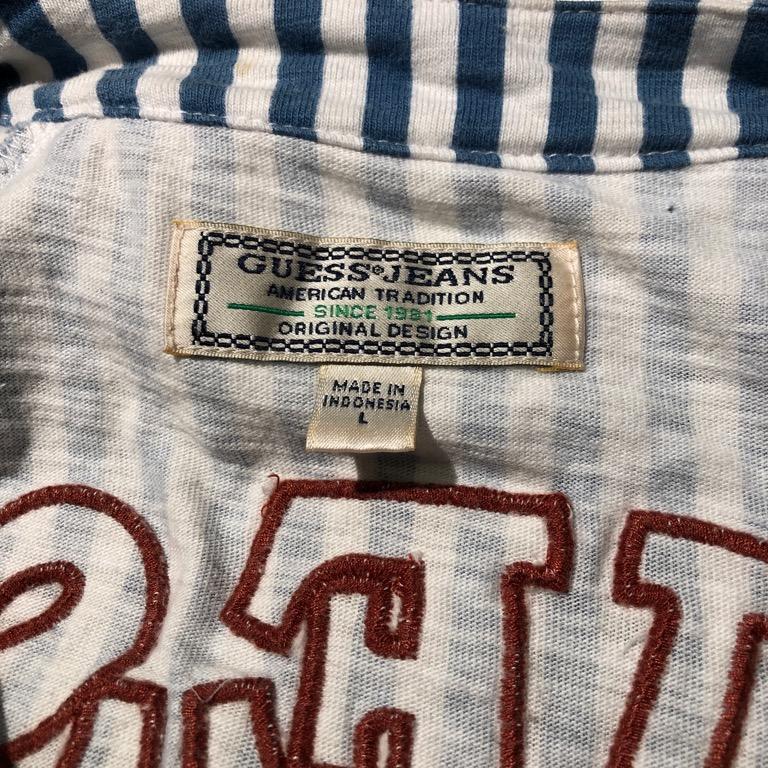 GUESS®JEANS
AMERICAN TRADITION
SINCE 1981
ORIGINAL DESIGN
MADE IN
INDONESIA
L